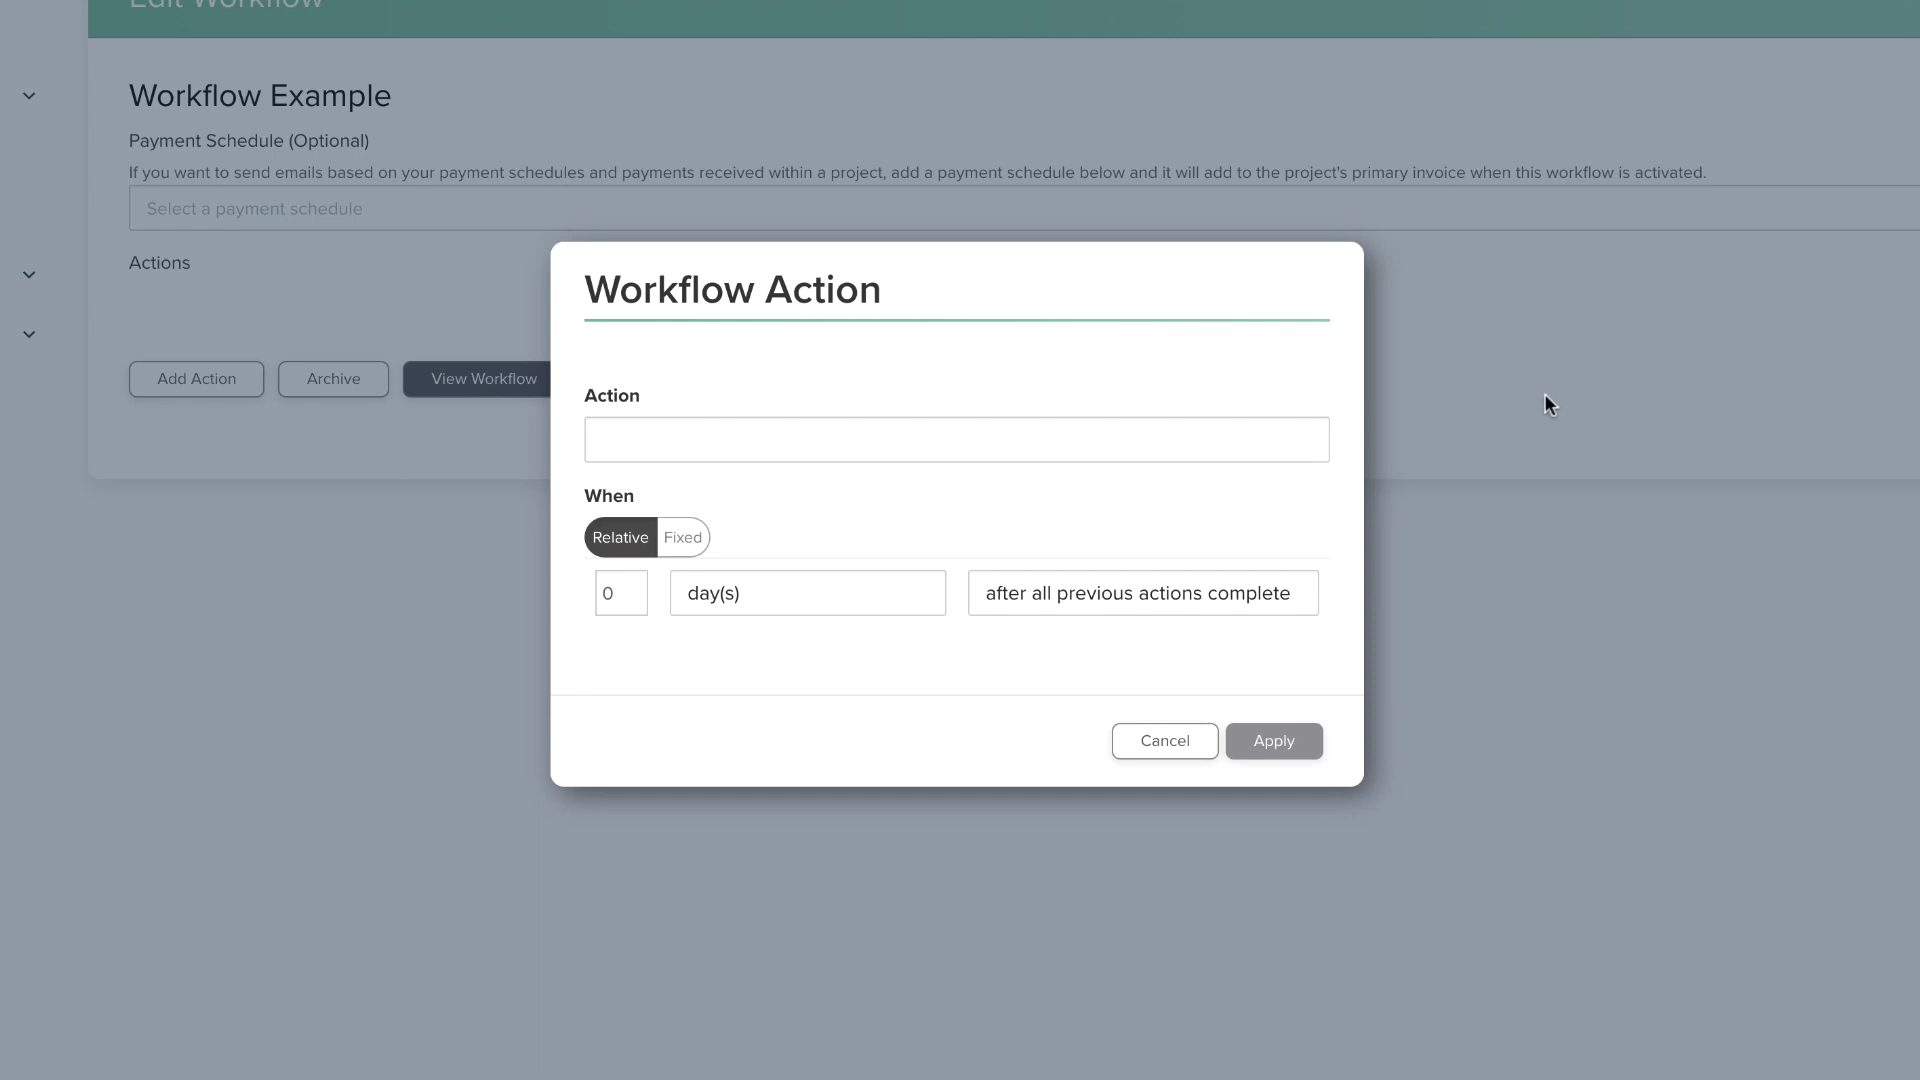 Edit Workflow
Workflow Example
Payment Schedule (Optional)
If you want to send emails based on your payment schedules and payments received within a project, add a payment schedule below and it will add to the project's primary invoice when this workflow is activated.
Select a payment schedule
Actions
Add Action Archive View Workflow
Workflow Action
Action
When
Relative Fixed
0 day(s) after all previous actions complete
Cancel Apply